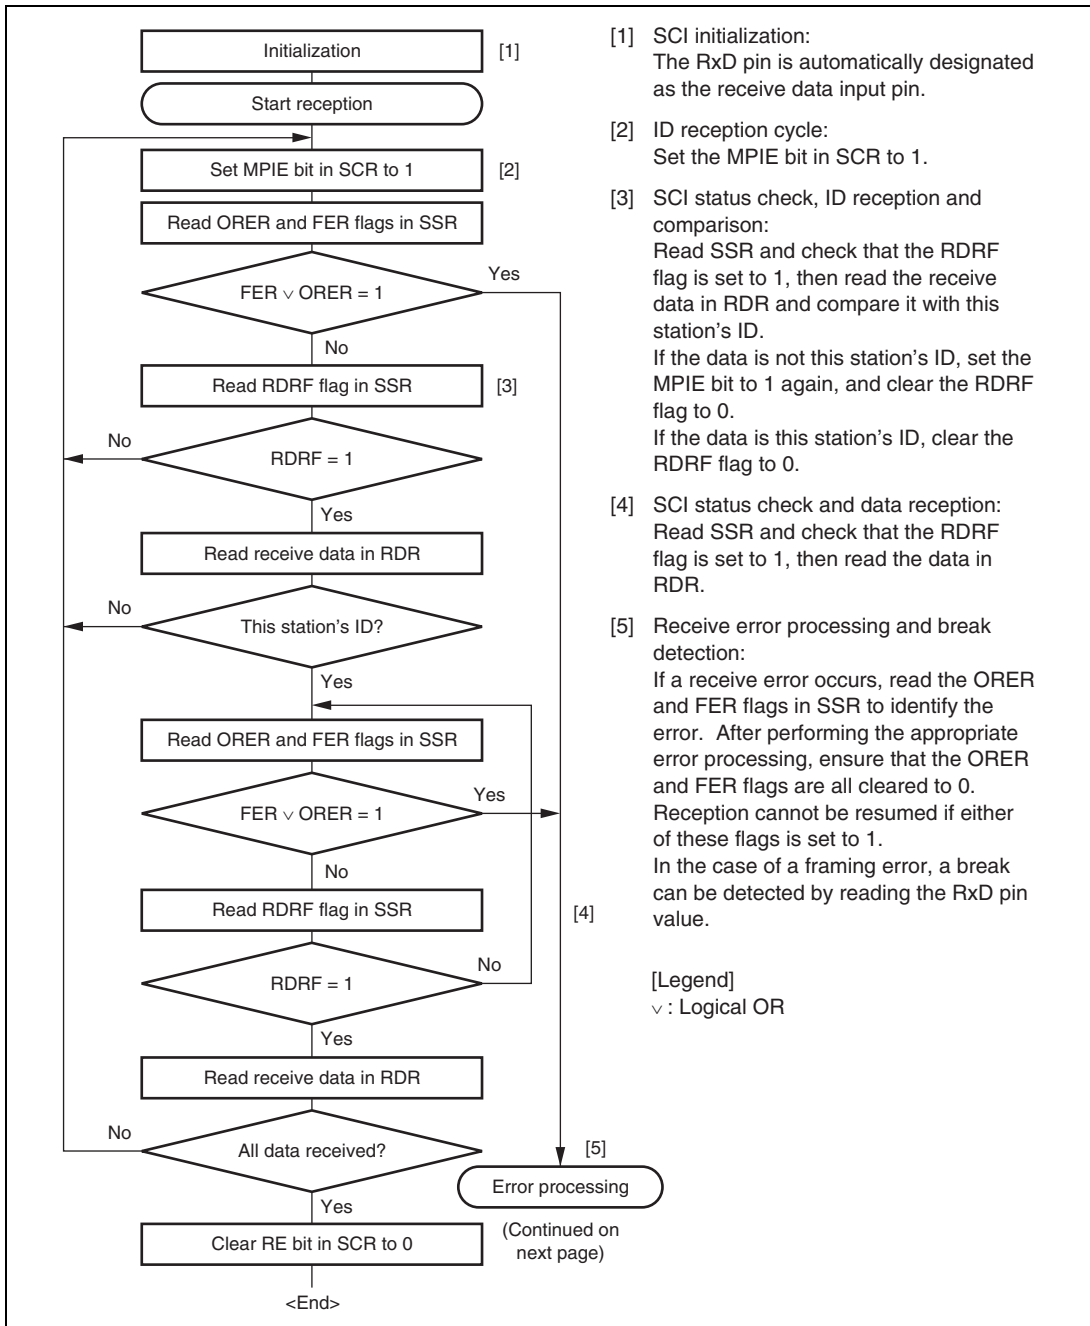 Initialization
[1]
Start reception
Set MPIE bit in SCR to 1
[2]
Read ORER and FER flags in SSR
FER ∨ ORER = 1
Yes
No
Read RDRF flag in SSR
[3]
RDRF = 1
No
Yes
Read receive data in RDR
This station's ID?
No
Yes
Read ORER and FER flags in SSR
FER ∨ ORER = 1
Yes
No
Read RDRF flag in SSR
[4]
RDRF = 1
No
Yes
Read receive data in RDR
All data received?
No
Yes
[5]
Error processing
(Continued on
next page)
Clear RE bit in SCR to 0
<End>
[1] SCI initialization:
The RxD pin is automatically designated
as the receive data input pin.
[2] ID reception cycle:
Set the MPIE bit in SCR to 1.
[3] SCI status check, ID reception and
comparison:
Read SSR and check that the RDRF
flag is set to 1, then read the receive
data in RDR and compare it with this
station's ID.
If the data is not this station's ID, set the
MPIE bit to 1 again, and clear the RDRF
flag to 0.
If the data is this station's ID, clear the
RDRF flag to 0.
[4] SCI status check and data reception:
Read SSR and check that the RDRF
flag is set to 1, then read the data in
RDR.
[5] Receive error processing and break
detection:
If a receive error occurs, read the ORER
and FER flags in SSR to identify the
error. After performing the appropriate
error processing, ensure that the ORER
and FER flags are all cleared to 0.
Reception cannot be resumed if either
of these flags is set to 1.
In the case of a framing error, a break
can be detected by reading the RxD pin
value.
[Legend]
∨ : Logical OR